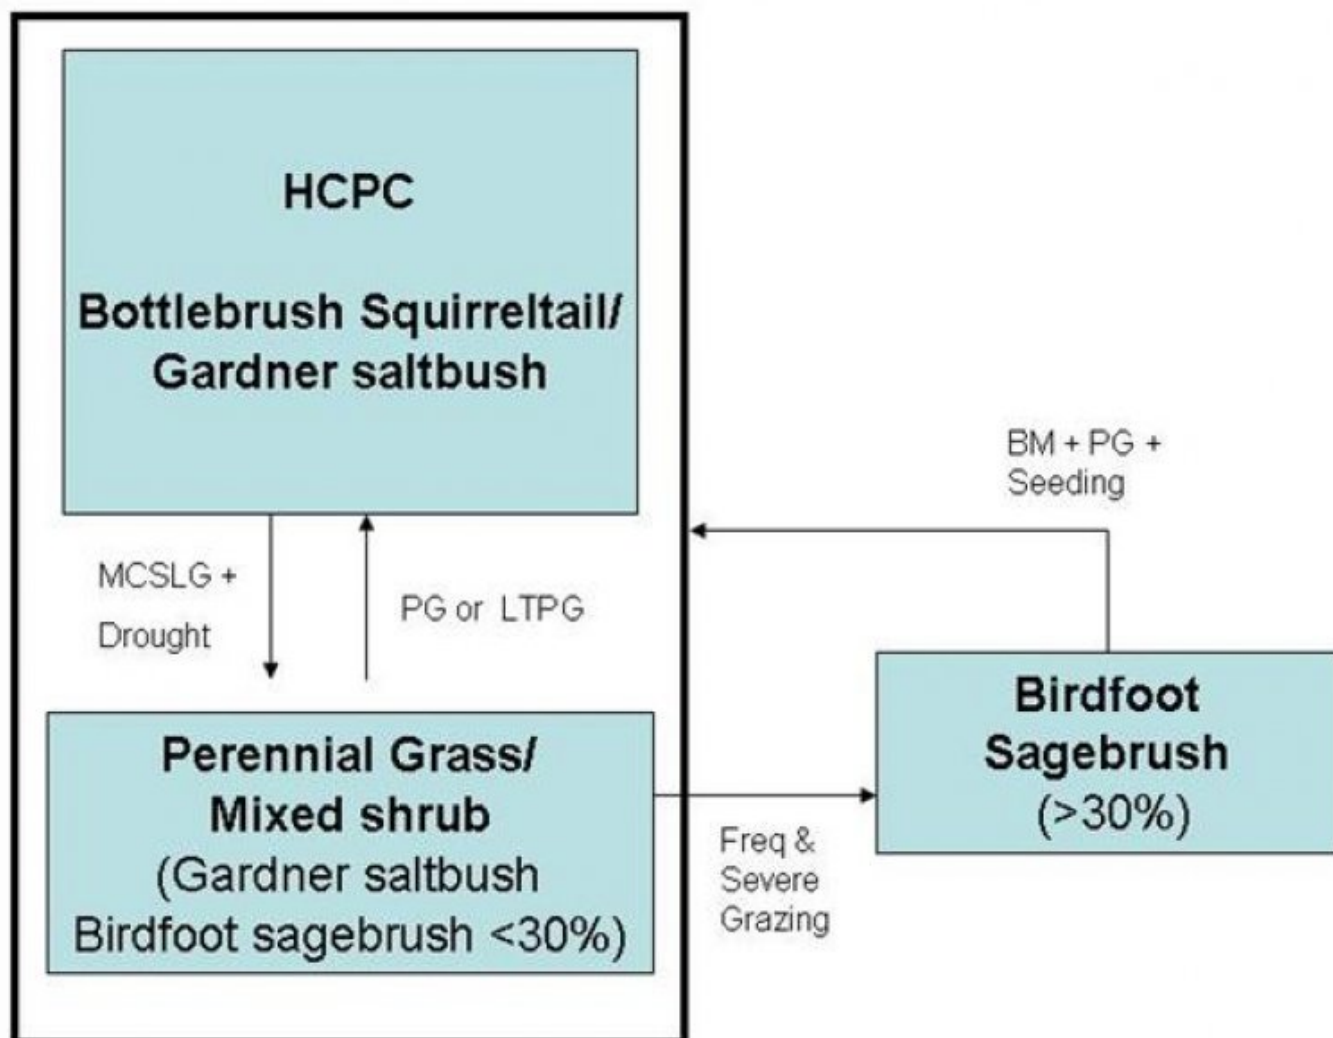 HCPC
Bottlebrush Squirreltail/
Gardner saltbush
MCSLG +
Drought
PG or LTPG
Perennial Grass/
Mixed shrub
(Gardner saltbush
Birdfoot sagebrush <30%)
Freq &
Severe
Grazing
BM + PG +
Seeding
Birdfoot
Sagebrush
(>30%)